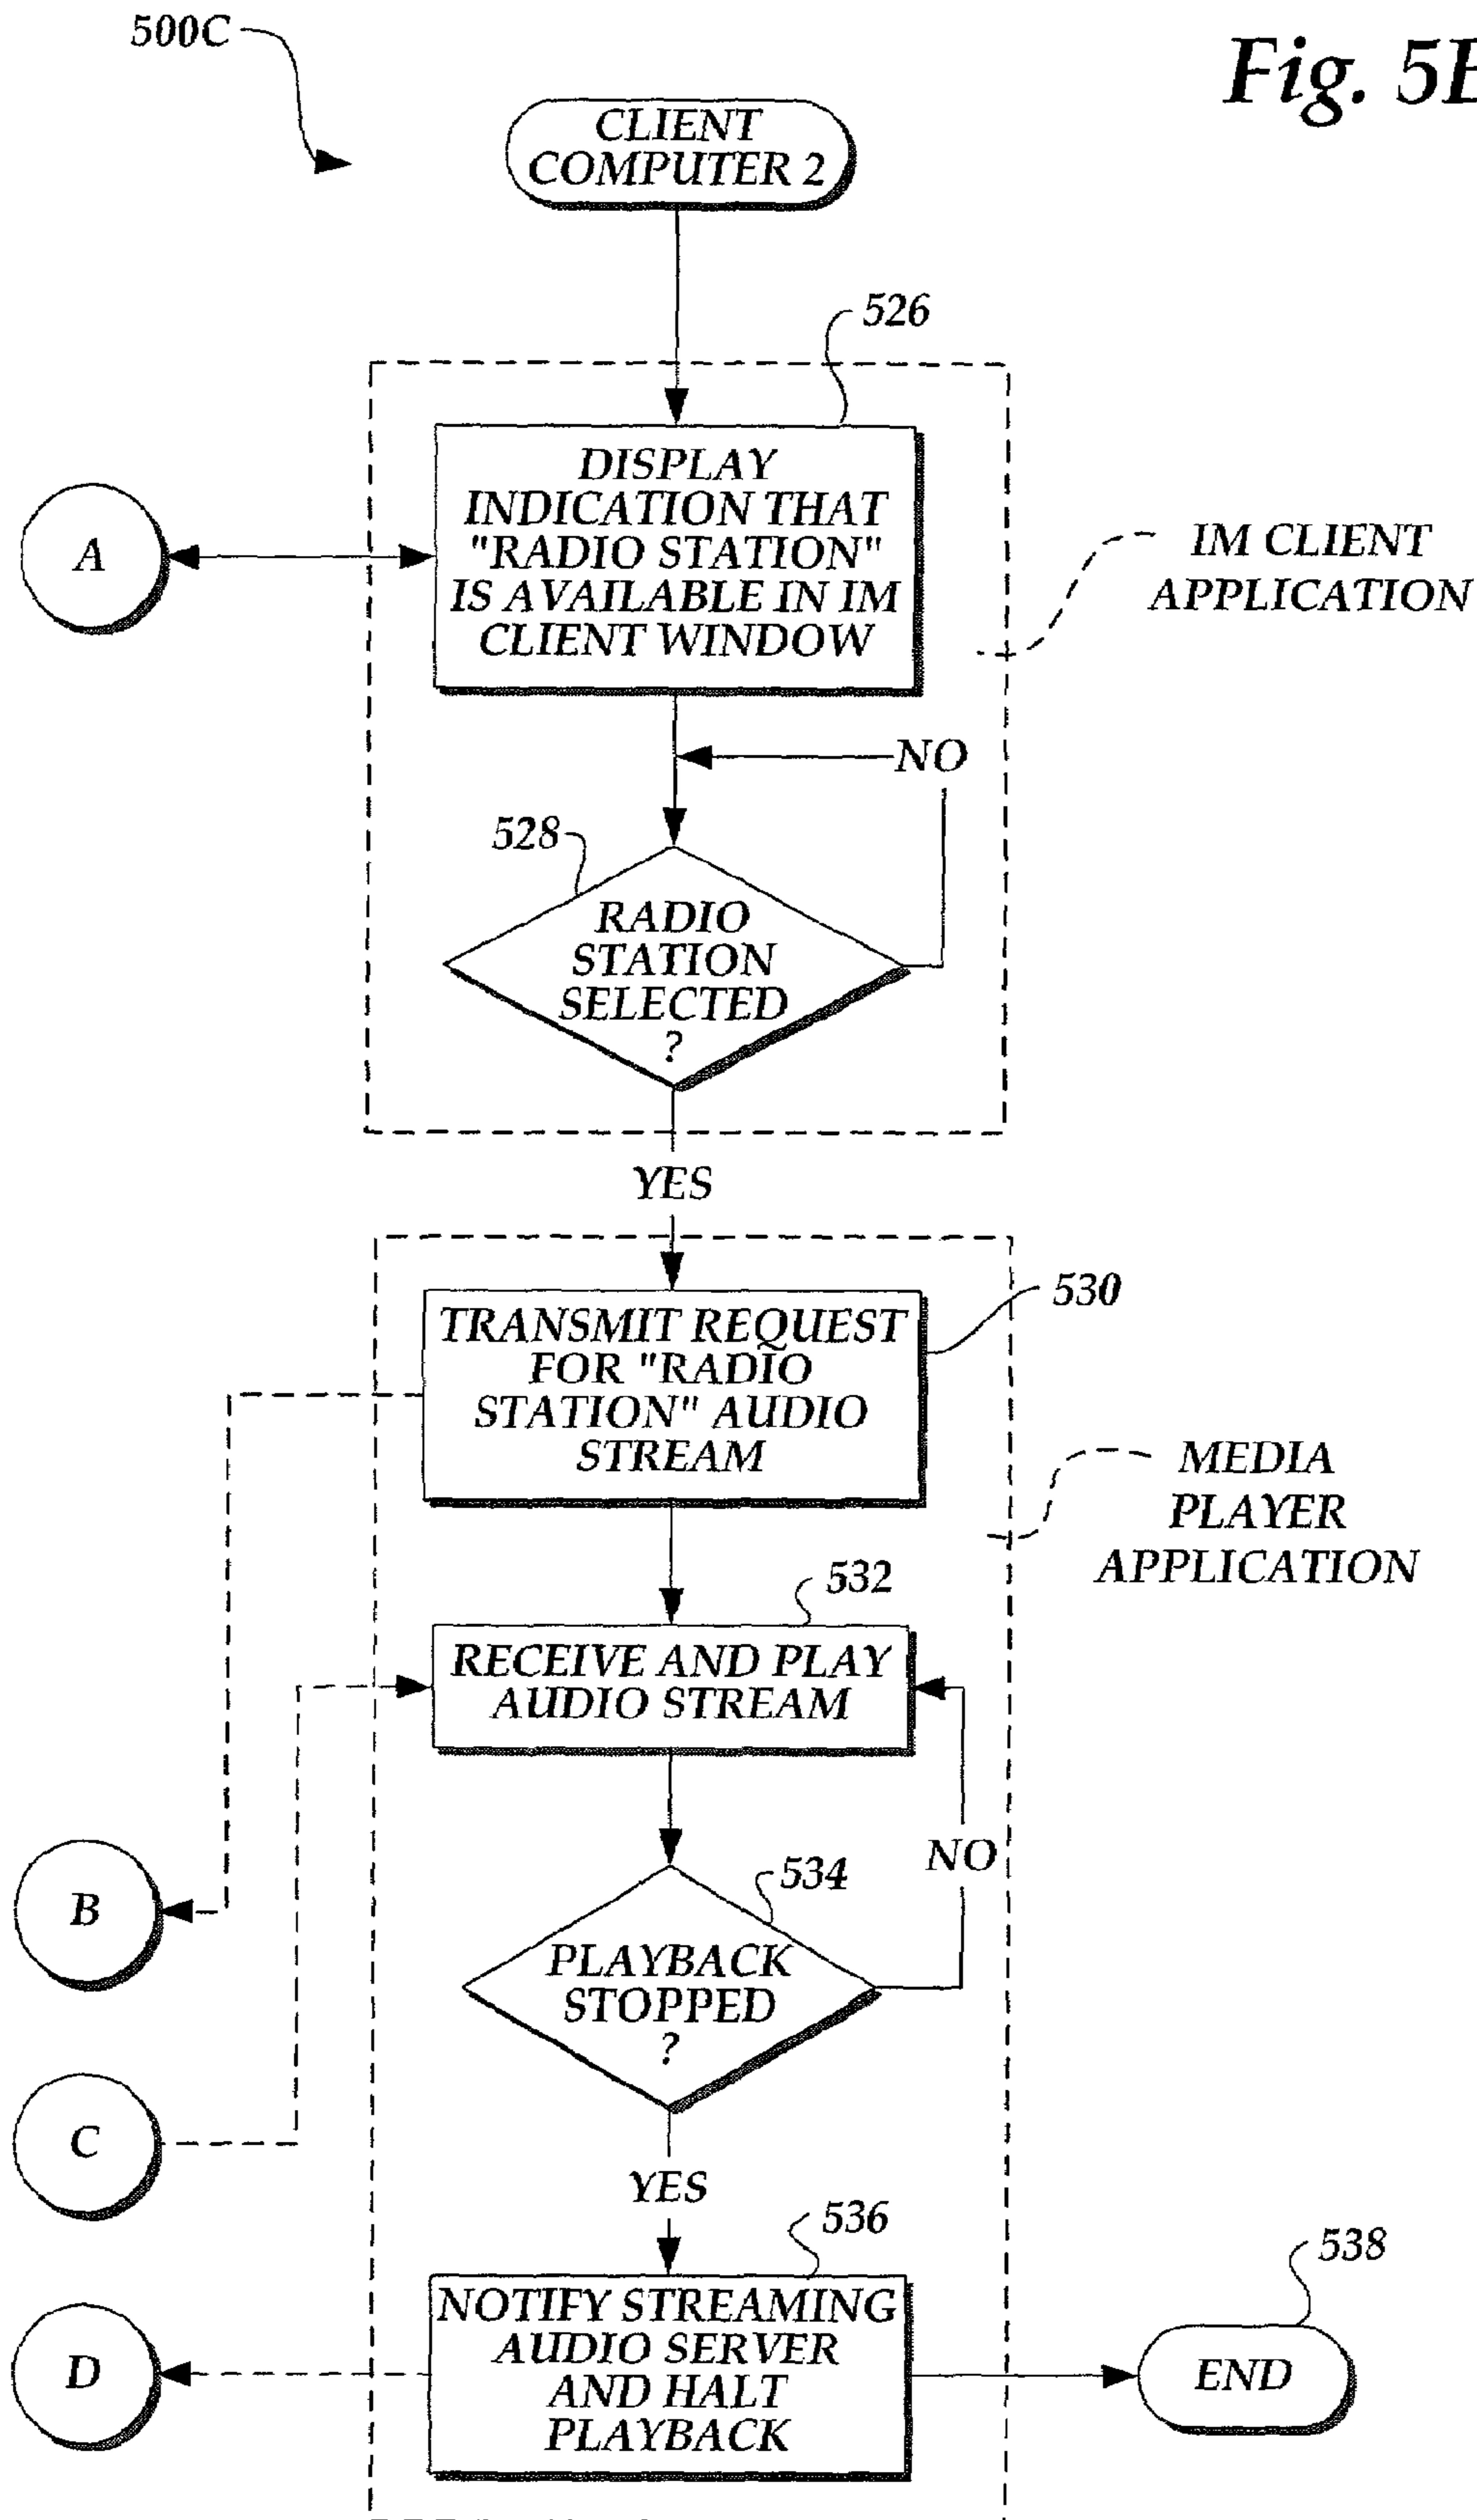 500C
Fig. 5B
CLIENT
COMPUTER 2
526
DISPLAY
INDICATION THAT
"RADIO STATION"
IS AVAILABLE IN IM
CLIENT WINDOW
A
IM CLIENT
APPLICATION
NO
528
RADIO
STATION
SELECTED
?
YES
530
TRANSMIT REQUEST
FOR "RADIO
STATION" AUDIO
STREAM
MEDIA
PLAYER
APPLICATION
532
RECEIVE AND PLAY
AUDIO STREAM
NO
534
B
PLAYBACK
STOPPED
?
C
YES
536
538
NOTIFY STREAMING
AUDIO SERVER
AND HALT
PLAYBACK
D
END